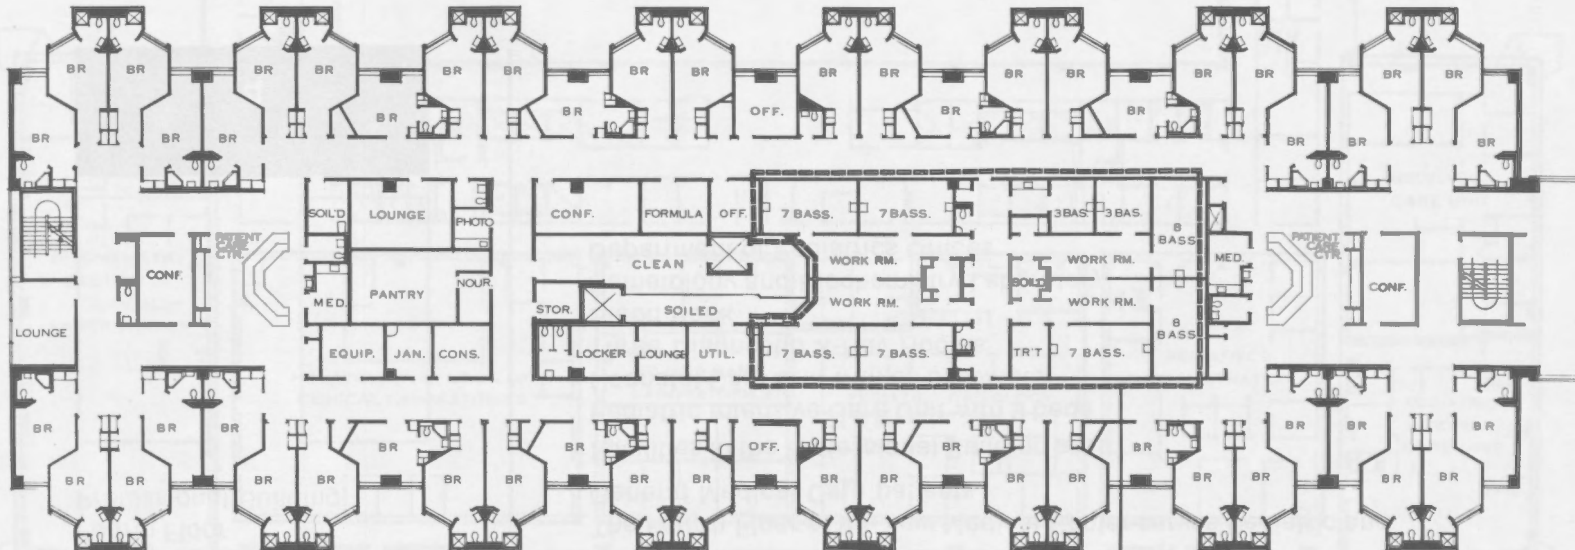 BR BR BR BR BR BR BR BR BR BR BR BR BR BR BR BR
BR BR OFF. BR BR
BR BR BR BR BR BR
SOIL'D LOUNGE PHOTO CONF. FORMULA OFF. 7 BASS. 7 BASS. 3 BAS. 3 BAS. 8
BASS
PATIENT
CARE
CTR.
CONF.
MED.
PANTRY
NOUR.
CLEAN
STOR.
SOILED
WORK RM.
WORK RM.
SOILD
WORK RM.
WORK RM.
MED.
PATIENT
CARE
CTR.
CONF.
LOUNGE
EQUIP. JAN. CONS. LOCKER LOUNGE UTIL. 7 BASS. 7 BASS. TR'T. 7 BASS. 8
BASS
BR BR BR BR BR OFF. BR BR BR BR BR
BR BR BR BR BR BR BR BR BR BR BR BR BR BR BR BR